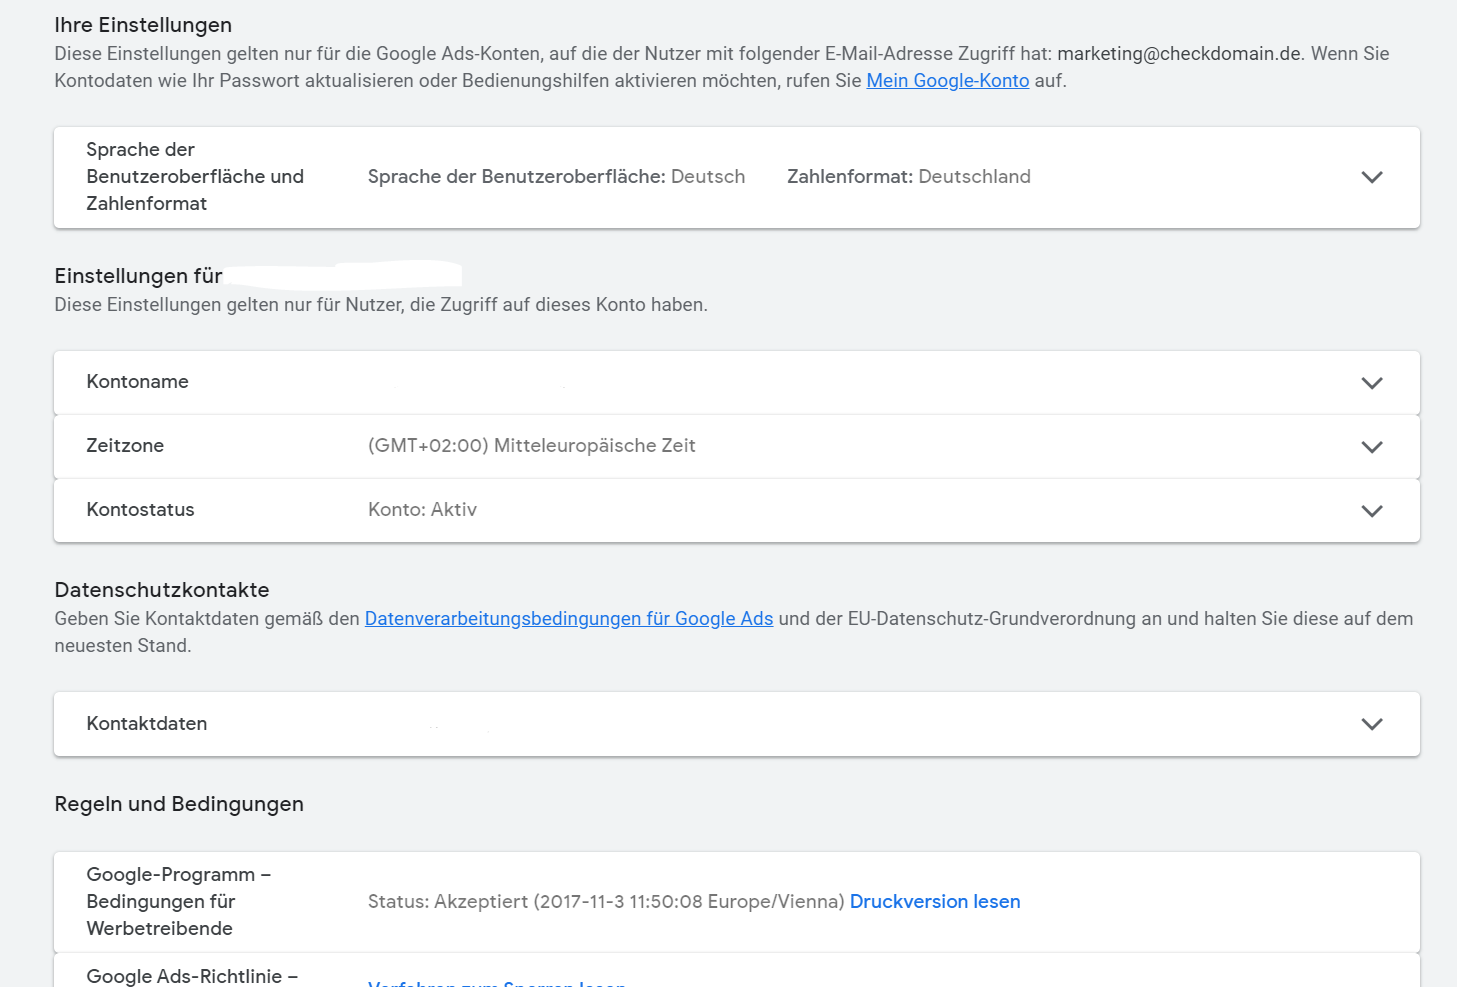 Ihre Einstellungen
Diese Einstellungen gelten nur für die Google Ads-Konten, auf die der Nutzer mit folgender E-Mail-Adresse Zugriff hat: marketing@checkdomain.de. Wenn Sie
Kontodaten wie Ihr Passwort aktualisieren oder Bedienungshilfen aktivieren möchten, rufen Sie Mein Google-Konto auf.
Sprache der
Benutzeroberfläche und
Zahlenformat
Sprache der Benutzeroberfläche: Deutsch Zahlenformat: Deutschland
Einstellungen für
Diese Einstellungen gelten nur für Nutzer, die Zugriff auf dieses Konto haben.
Kontoname
Zeitzone (GMT+02:00) Mitteleuropäische Zeit
Kontostatus Konto: Aktiv
Datenschutzkontakte
Geben Sie Kontaktdaten gemäß den Datenverarbeitungsbedingungen für Google Ads und der EU-Datenschutz-Grundverordnung an und halten Sie diese auf dem
neuesten Stand.
Kontaktdaten
Regeln und Bedingungen
Google-Programm –
Bedingungen für
Werbetreibende
Status: Akzeptiert (2017-11-3 11:50:08 Europe/Vienna) Druckversion lesen
Google Ads-Richtlinie –
Verfahren zum Sperren lesen